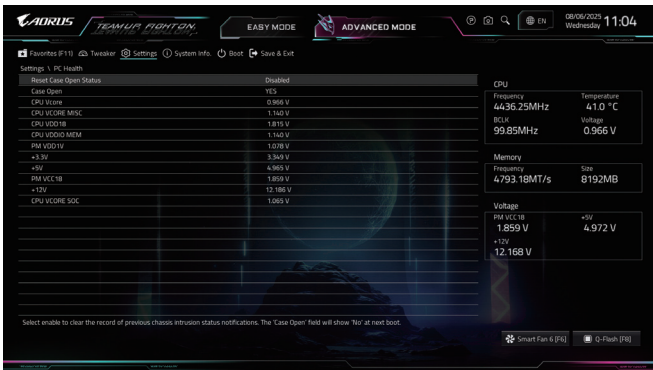 AORUS TEAM UP. FIGHT ON. EASY MODE ADVANCED MODE EN 08/06/2025 Wednesday 11:04
Favorites (F11) Tweaker Settings System Info. Boot Save & Exit
Settings \ PC Health
Reset Case Open Status Disabled
Case Open YES
CPU Vcore 0.966 V
CPU VCORE MISC 1.140 V
CPU VDD18 1.815 V
CPU VDDIO MEM 1.140 V
PM VDD1V 1.078 V
+3.3V 3.349 V
+5V 4.965 V
PM VCC18 1.859 V
+12V 12.186 V
CPU VCORE SOC 1.065 V
CPU
Frequency Temperature
4436.25MHz 41.0 °C
BCLK Voltage
99.85MHz 0.966 V
Memory
Frequency Size
4793.18MT/s 8192MB
Voltage
PM VCC18 +5V
1.859 V 4.972 V
+12V
12.168 V
Select enable to clear the record of previous chassis intrusion status notifications. The 'Case Open' field will show 'No' at next boot.
Smart Fan 6 [F6] Q-Flash [F8]